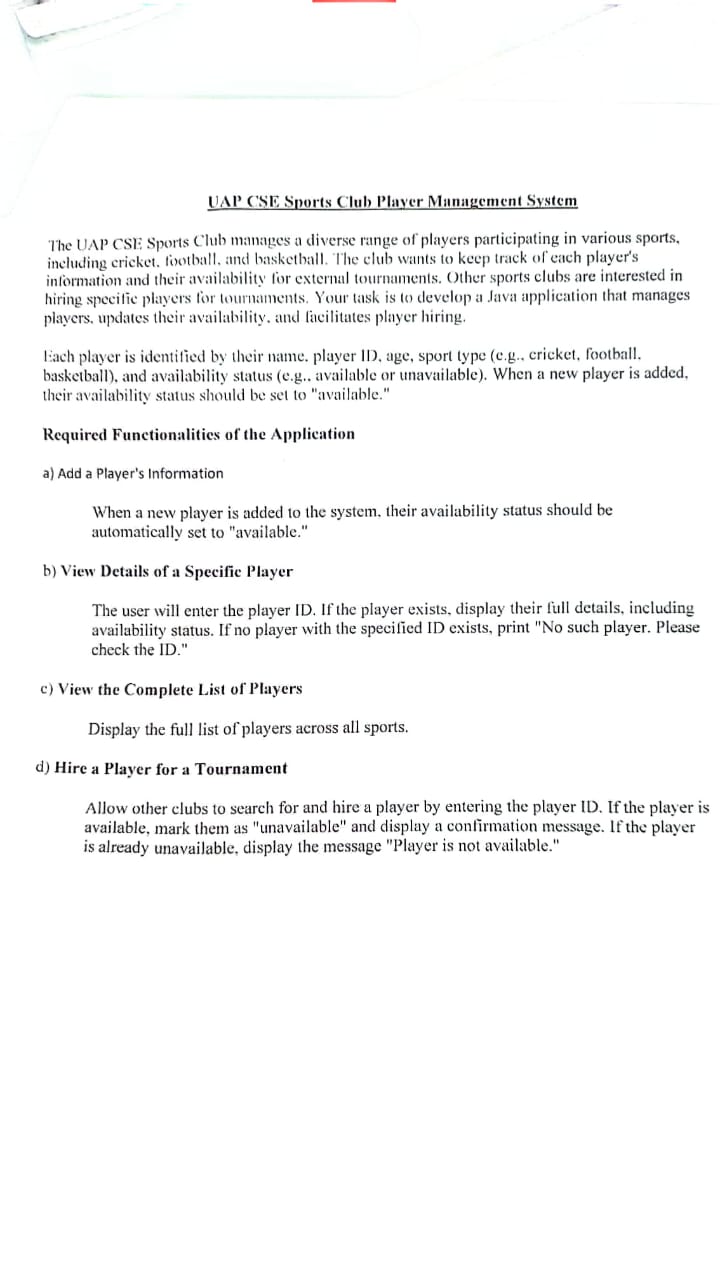 UAP CSE Sports Club Player Management System
The UAP CSE Sports Club manages a diverse range of players participating in various sports,
including cricket, football, and basketball. The club wants to keep track of each player's
information and their availability for external tournaments. Other sports clubs are interested in
hiring specific players for tournaments. Your task is to develop a Java application that manages
players, updates their availability, and facilitates player hiring.
Each player is identified by their name, player ID, age, sport type (e.g., cricket, football,
basketball), and availability status (e.g., available or unavailable). When a new player is added,
their availability status should be set to "available."
Required Functionalities of the Application
a) Add a Player's Information
When a new player is added to the system, their availability status should be
automatically set to "available."
b) View Details of a Specific Player
The user will enter the player ID. If the player exists, display their full details, including
availability status. If no player with the specified ID exists, print "No such player. Please
check the ID."
c) View the Complete List of Players
Display the full list of players across all sports.
d) Hire a Player for a Tournament
Allow other clubs to search for and hire a player by entering the player ID. If the player is
available, mark them as "unavailable" and display a confirmation message. If the player
is already unavailable, display the message "Player is not available."